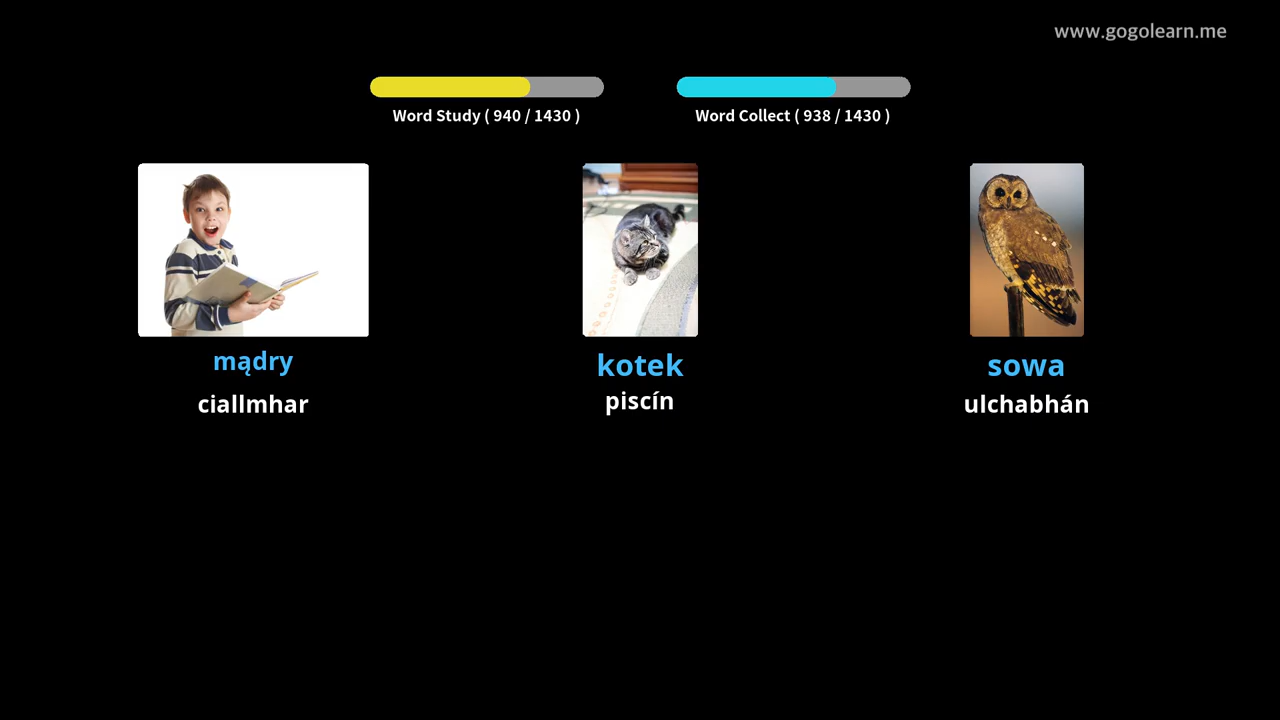 www.gogolearn.me
Word Study ( 940 / 1430 )
Word Collect ( 938 / 1430 )
mądry
ciallmhar
kotek
piscín
sowa
ulchabhán